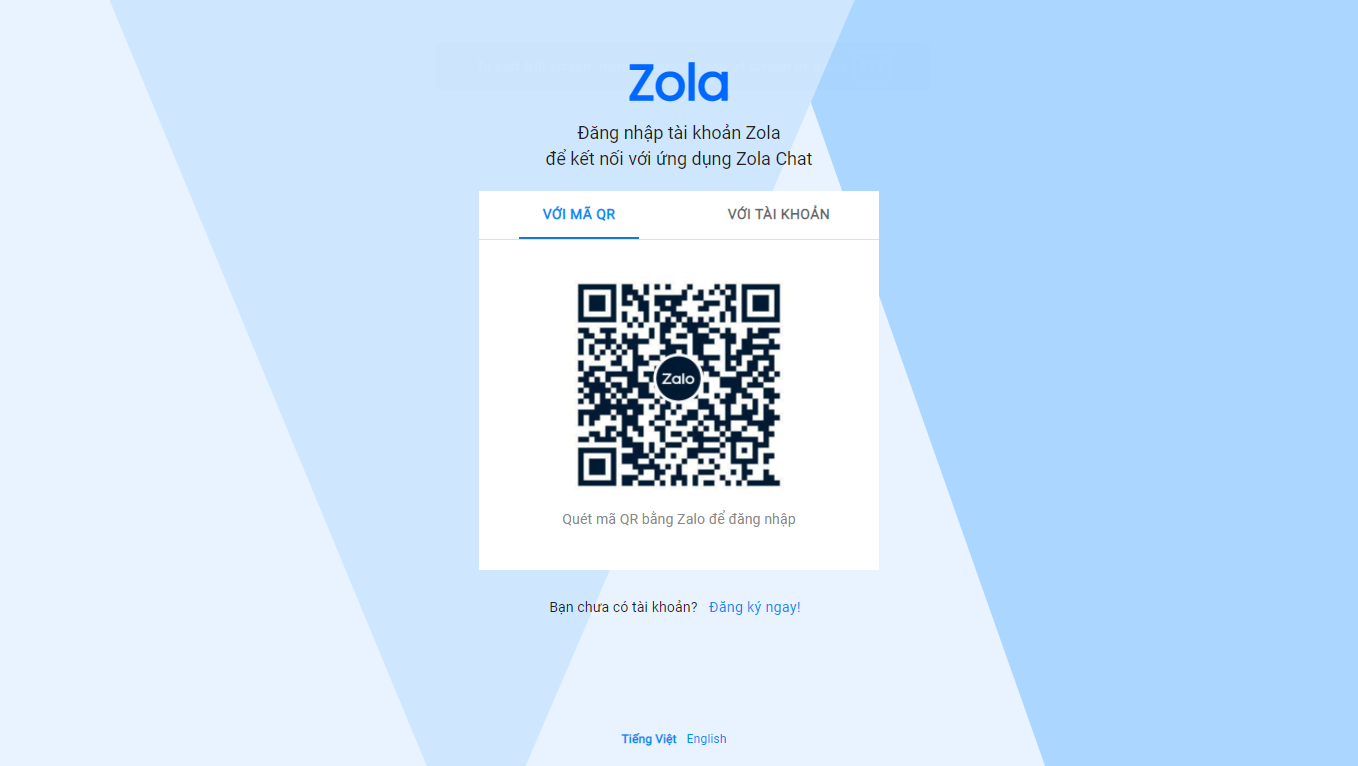 Zola
Đăng nhập tài khoản Zola
để kết nối với ứng dụng Zola Chat
VỚI MÃ QR
VỚI TÀI KHOẢN
Zalo
Quét mã QR bằng Zalo để đăng nhập
Bạn chưa có tài khoản? Đăng ký ngay!
Tiếng Việt English